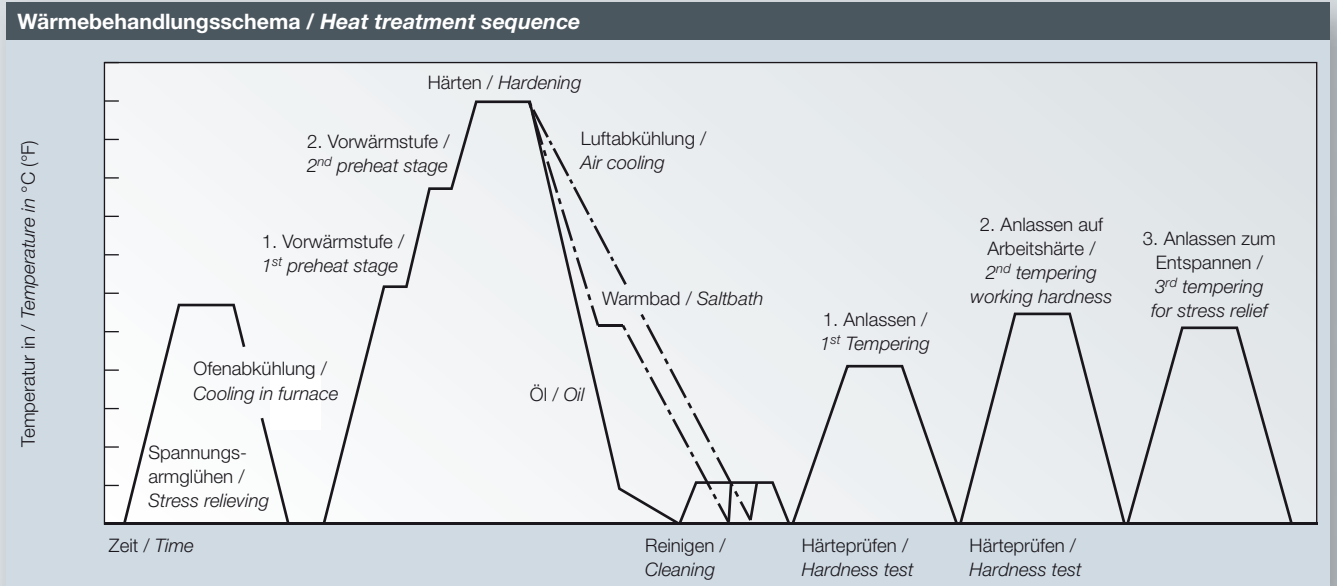 Wärmebehandlungsschema / Heat treatment sequence
Temperatur in / Temperature in °C (°F)
Härten / Hardening
2. Vorwärmstufe /
2nd preheat stage
Luftabkühlung /
Air cooling
1. Vorwärmstufe /
1st preheat stage
Warmbad / Saltbath
Öl / Oil
Ofenabkühlung /
Cooling in furnace
Spannungs-
armglühen /
Stress relieving
1. Anlassen /
1st Tempering
2. Anlassen auf
Arbeitshärte /
2nd tempering
working hardness
3. Anlassen zum
Entspannen /
3rd tempering
for stress relief
Zeit / Time
Reinigen /
Cleaning
Härteprüfen /
Hardness test
Härteprüfen /
Hardness test